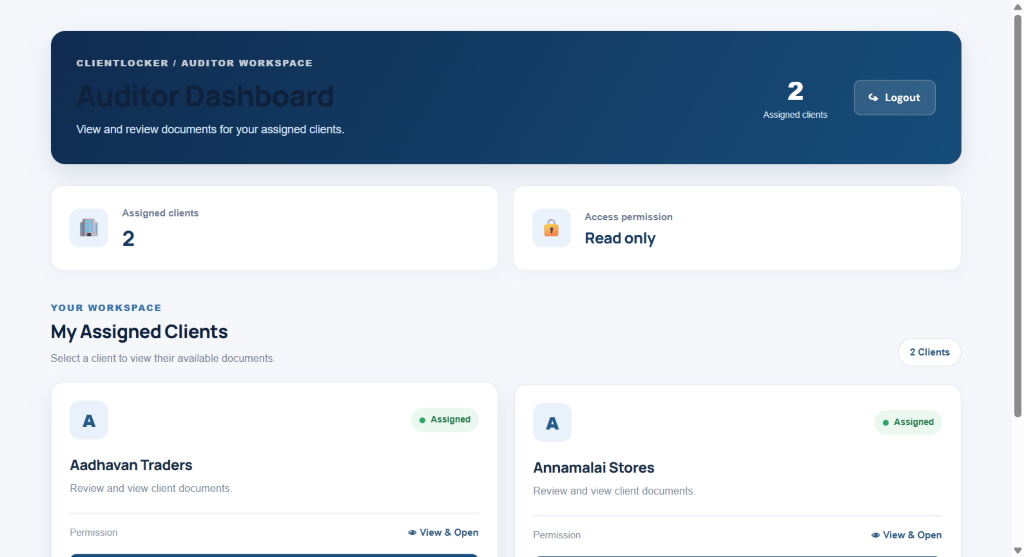 CLIENTLOCKER / AUDITOR WORKSPACE
Auditor Dashboard
View and review documents for your assigned clients.
2
Assigned clients
Logout
Assigned clients
2
Access permission
Read only
YOUR WORKSPACE
My Assigned Clients
Select a client to view their available documents.
2 Clients
A
Assigned
Aadhavan Traders
Review and view client documents.
Permission
View & Open
A
Assigned
Annamalai Stores
Review and view client documents.
Permission
View & Open